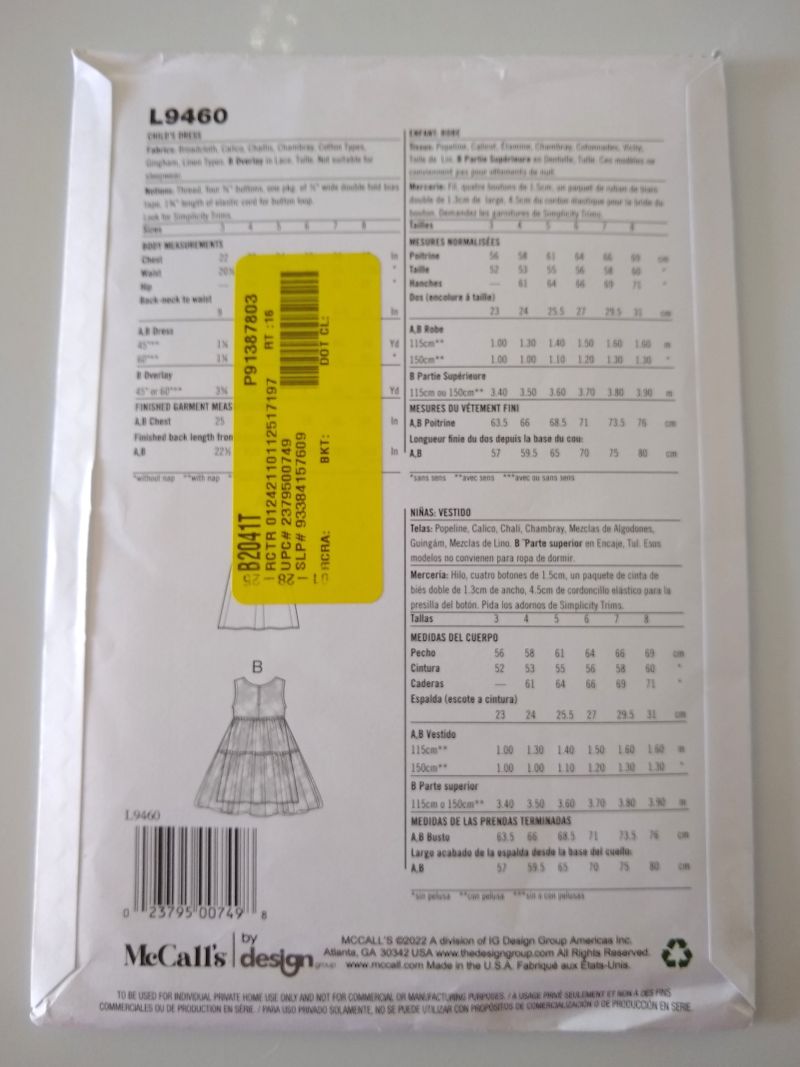 L9460
CHILD'S DRESS
Fabrics: Broadcloth, Calico, Challis, Chambray, Cotton Types,
Gingham, Linen Types. B Overlay in Lace, Tulle. Not suitable for
sleepwear.
Notions: Thread, four ⅝" buttons, one pkg. of ½" wide double fold bias
tape, 1¾" length of elastic cord for button loop.
Look for Simplicity Trims.
Sizes 3 4 5 6 7 8
BODY MEASUREMENTS
Chest 22 In
Waist 20½ "
Hip — "
Back-neck to waist
9 In
A,B Dress
45"** Yd
60"** "
B Overlay
45" or 60"*** Yd
FINISHED GARMENT MEAS
A,B Chest 25 In
Finished back length fron
A,B 22½ In
*without nap **with nap
B2041T
P91387803
RT :16
RCTR 01242110112517197
UPC# 2379500749
SLP# 93384157609
RCRA: BKT: DOT CL:
01 - 28 - 25
B
ENFANT: ROBE
Tissus: Popeline, Calicot, Étamine, Chambray, Cotonnades, Vichy,
Toile de Lin. B Partie Supérieure en Dentelle, Tulle. Ces modèles ne
conviennent pas pour vêtements de nuit.
Mercerie: Fil, quatre boutons de 1.5cm, un paquet de ruban de biais
double de 1.3cm de large, 4.5cm du cordon élastique pour la bride du
bouton. Demandez les garnitures de Simplicity Trims.
Tailles 3 4 5 6 7 8
MESURES NORMALISÉES
Poitrine 56 58 61 64 66 69 cm
Taille 52 53 55 56 58 60 "
Hanches — 61 64 66 69 71 "
Dos (encolure à taille)
23 24 25.5 27 29.5 31 cm
A,B Robe
115cm** 1.00 1.30 1.40 1.50 1.60 1.60 m
150cm** 1.00 1.00 1.10 1.20 1.30 1.30 "
B Partie Supérieure
115cm ou 150cm** 3.40 3.50 3.60 3.70 3.80 3.90 m
MESURES DU VÊTEMENT FINI
A,B Poitrine 63.5 66 68.5 71 73.5 76 cm
Longueur finie du dos depuis la base du cou:
A,B 57 59.5 65 70 75 80 cm
*sans sens **avec sens ***avec ou sans sens
NIÑAS: VESTIDO
Telas: Popeline, Calico, Chalí, Chambray, Mezclas de Algodones,
Guingám, Mezclas de Lino. B "Parte superior en Encaje, Tul. Esos
modelos no convienen para ropa de dormir.
Mercería: Hilo, cuatro botones de 1.5cm, un paquete de cinta de
biés doble de 1.3cm de ancho, 4.5cm de cordoncillo elástico para la
presilla del botón. Pida los adornos de Simplicity Trims.
Tallas 3 4 5 6 7 8
MEDIDAS DEL CUERPO
Pecho 56 58 61 64 66 69 cm
Cintura 52 53 55 56 58 60 "
Caderas — 61 64 66 69 71 "
Espalda (escote a cintura)
23 24 25.5 27 29.5 31 cm
A,B Vestido
115cm** 1.00 1.30 1.40 1.50 1.60 1.60 m
150cm** 1.00 1.00 1.10 1.20 1.30 1.30 "
B Parte superior
115cm o 150cm** 3.40 3.50 3.60 3.70 3.80 3.90 m
MEDIDAS DE LAS PRENDAS TERMINADAS
A,B Busto 63.5 66 68.5 71 73.5 76 cm
Largo acabado de la espalda desde la base del cuello:
A,B 57 59.5 65 70 75 80 cm
*sin pelusa **con pelusa ***sin o con pelusas
L9460
0 23795 00749 8
McCall's by design group
MCCALL'S ©2022 A division of IG Design Group Americas Inc.
Atlanta, GA 30342 USA www.thedesigngroup.com All Rights Reserved.
www.mccall.com Made in the U.S.A. Fabriqué aux États-Unis.
TO BE USED FOR INDIVIDUAL PRIVATE HOME USE ONLY AND NOT FOR COMMERCIAL OR MANUFACTURING PURPOSES. / A USAGE PRIVÉ SEULEMENT ET NON À DES FINS
COMMERCIALES OU DE PRODUCTION EN SÉRIE. / PARA USO PRIVADO SOLAMENTE, NO SE PUEDE UTILIZAR CON PROPÓSITOS DE COMERCIALIZACIÓN O DE PRODUCCIÓN EN SERIE.